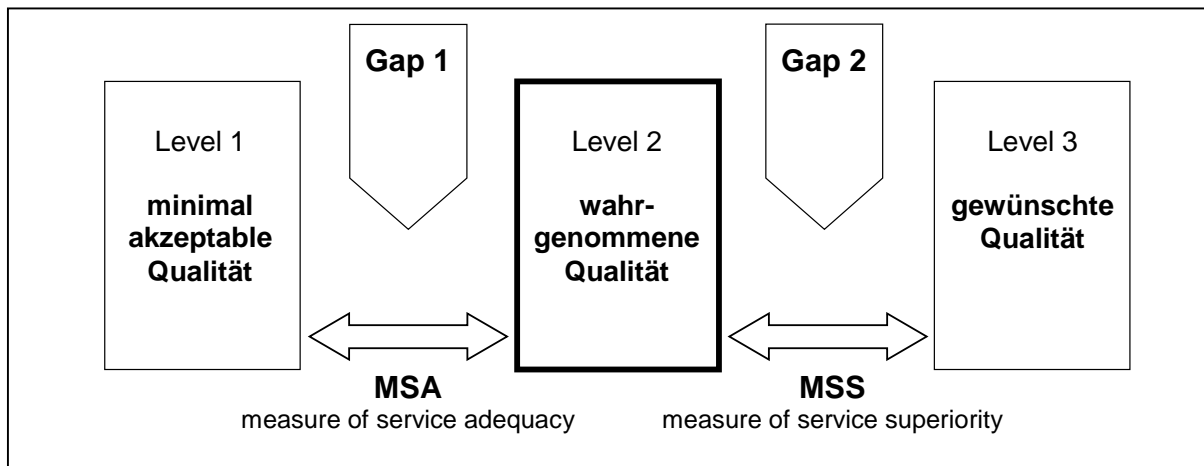 Gap 1
Gap 2
Level 1
minimal
akzeptable
Qualität
Level 2
wahr-
genommene
Qualität
Level 3
gewünschte
Qualität
MSA
measure of service adequacy
MSS
measure of service superiority